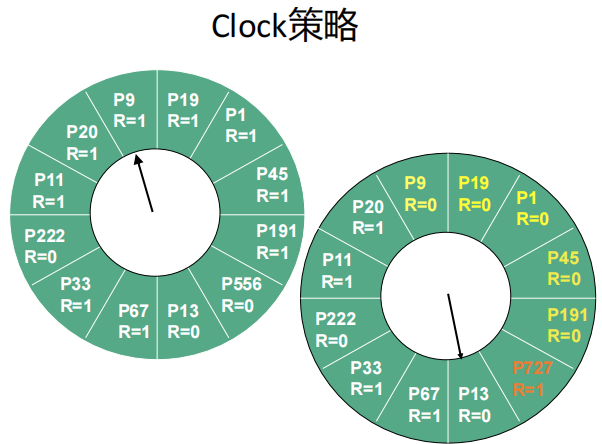 Clock策略
P9
R=1
P19
R=1
P1
R=1
P45
R=1
P191
R=1
P556
R=0
P13
R=0
P67
R=1
P33
R=1
P222
R=0
P11
R=1
P20
R=1
P9
R=0
P19
R=0
P1
R=0
P45
R=0
P191
R=0
P727
R=1
P13
R=0
P67
R=1
P33
R=1
P222
R=0
P11
R=1
P20
R=1